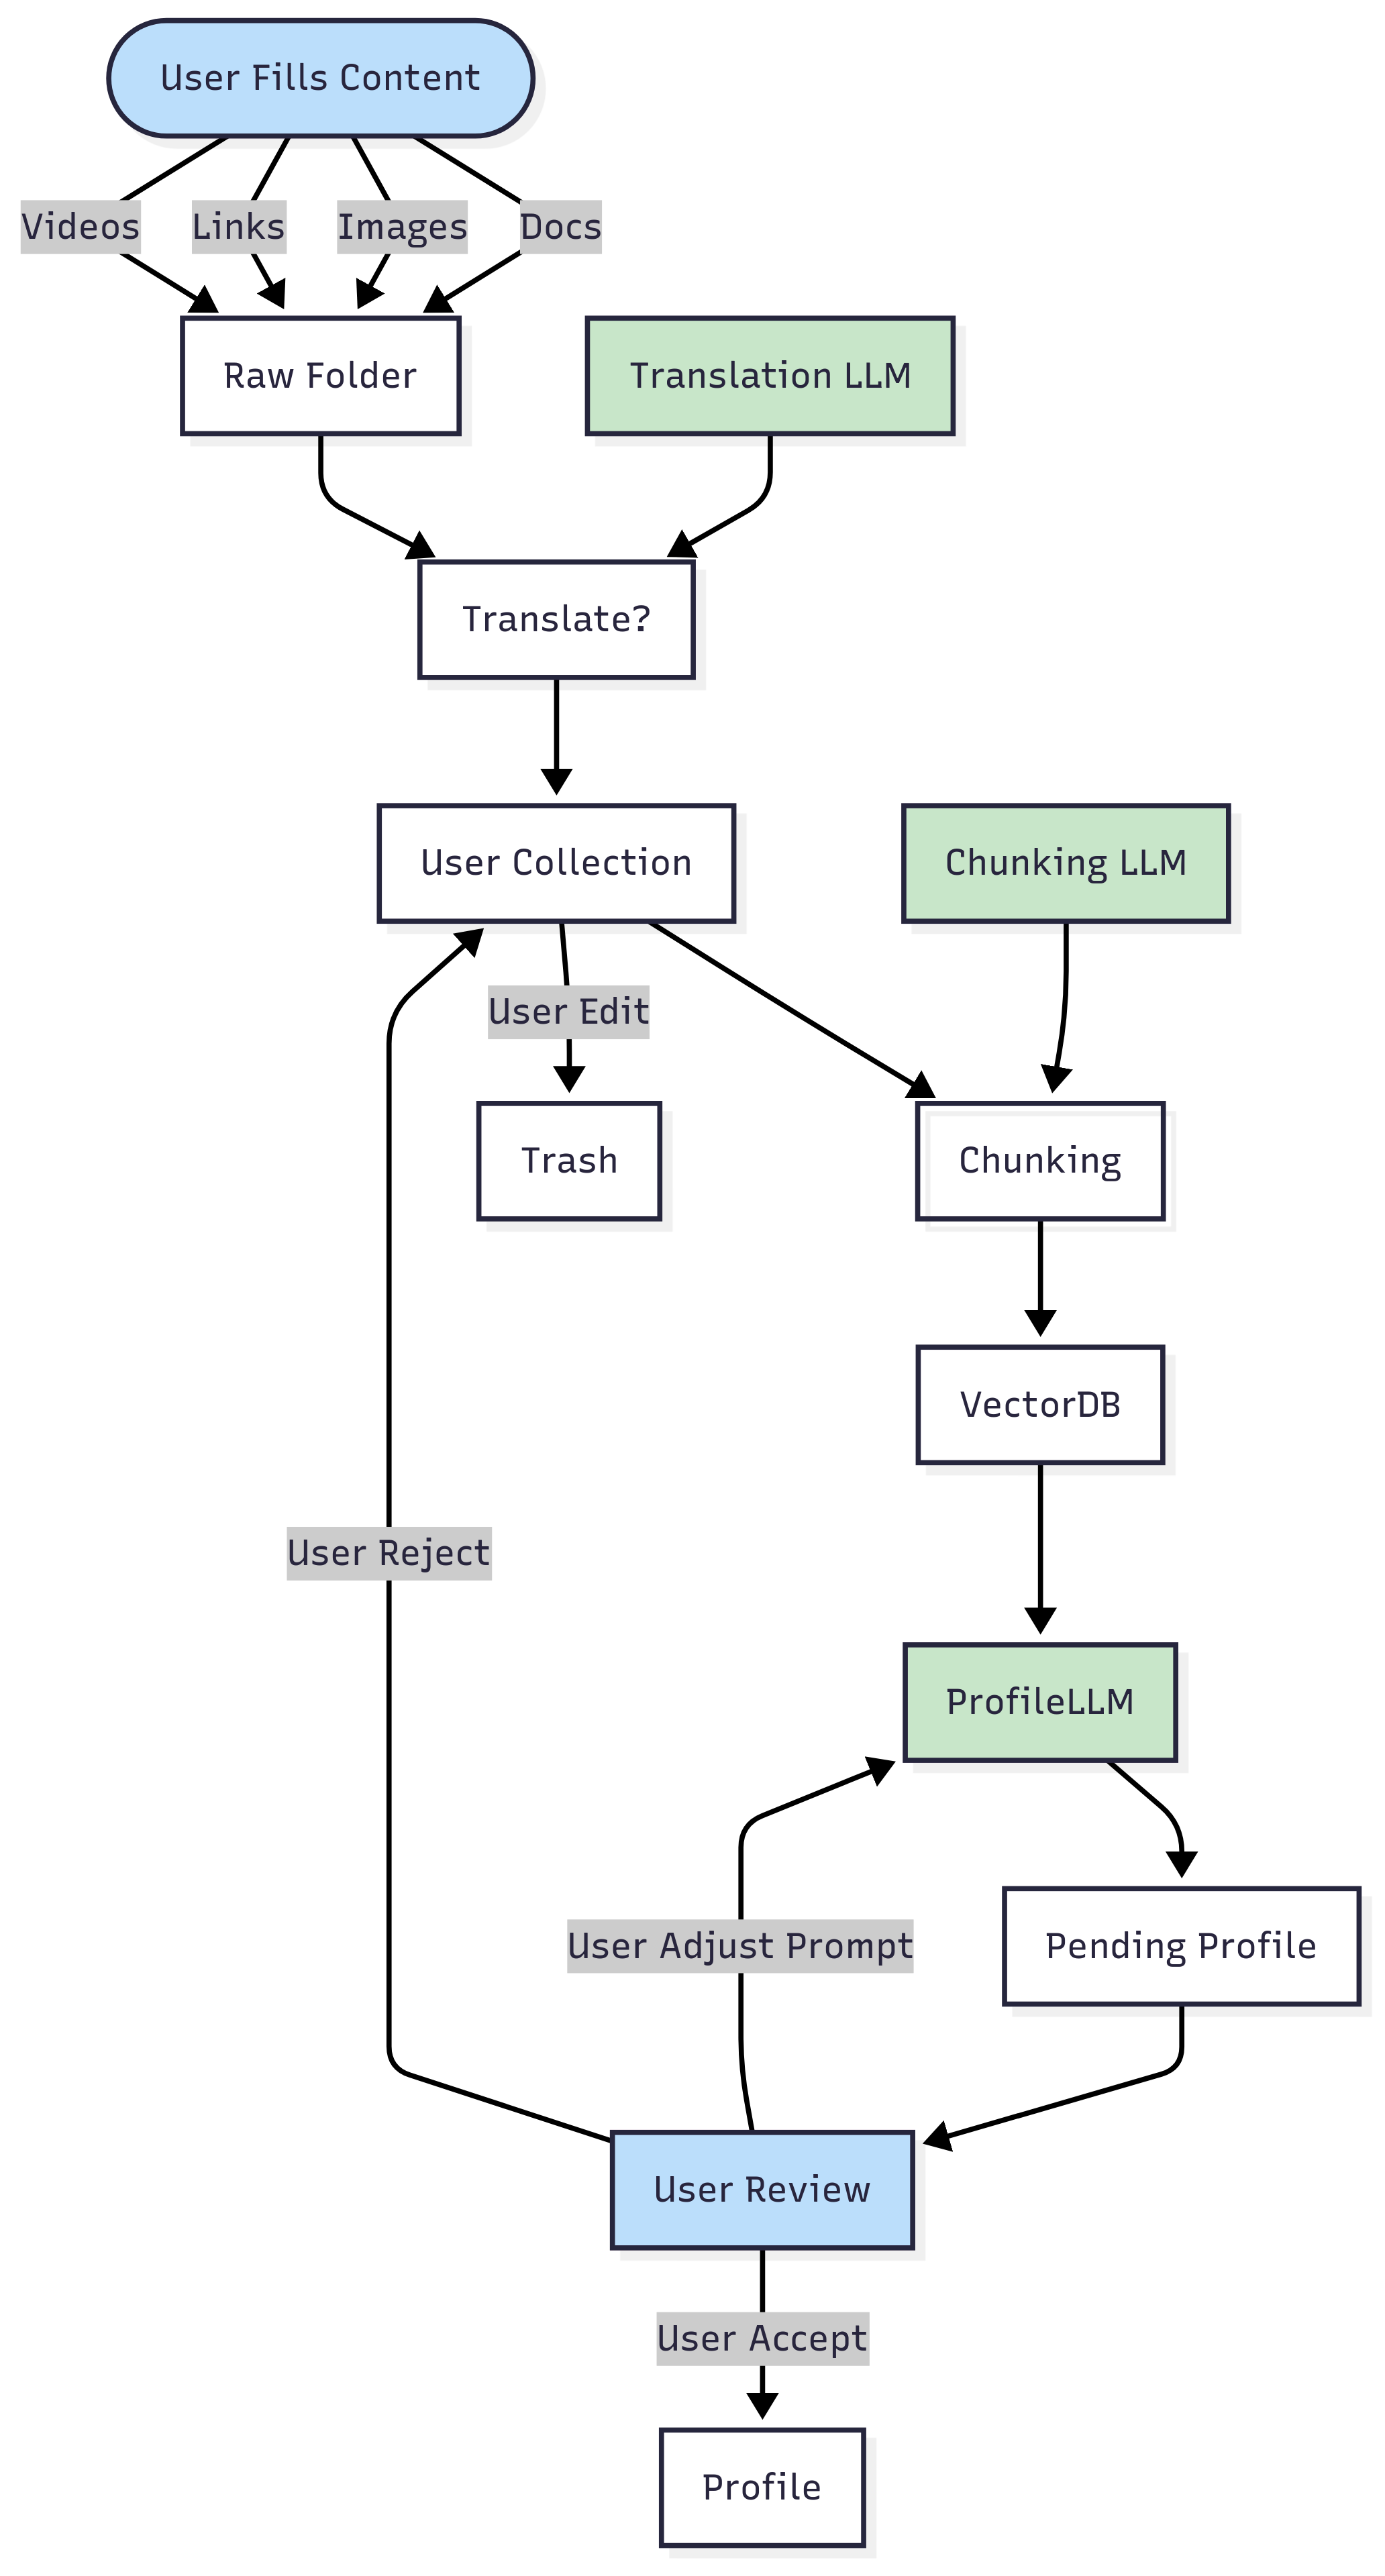 User Fills Content
Videos
Links
Images
Docs
Raw Folder
Translation LLM
Translate?
User Collection
Chunking LLM
User Edit
Trash
Chunking
VectorDB
User Reject
ProfileLLM
User Adjust Prompt
Pending Profile
User Review
User Accept
Profile